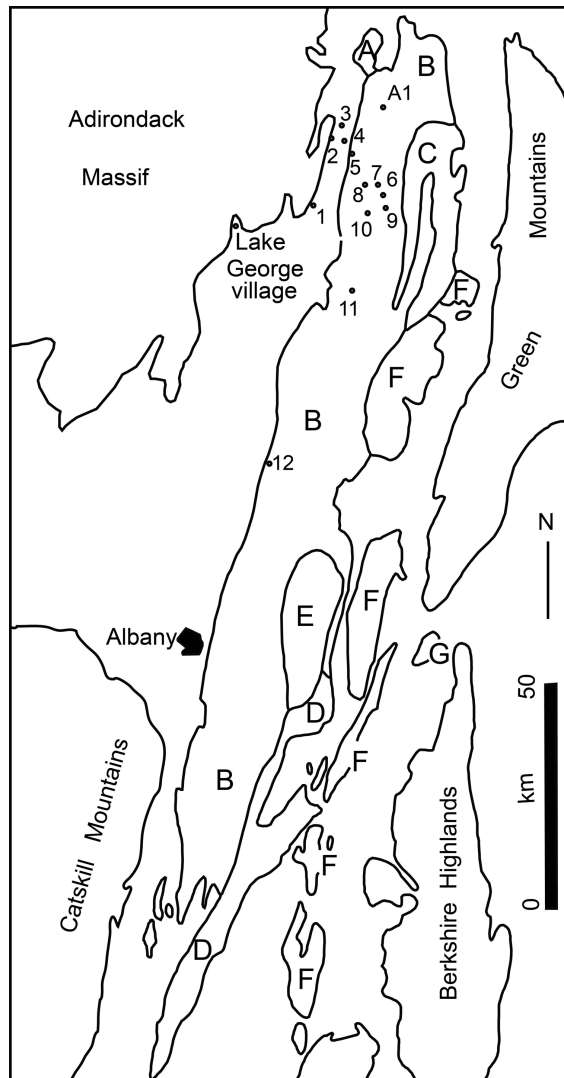 A
B
A1
Adirondack
Massif
3
2
4
5
C
Mountains
7
6
8
1
10
9
Lake
George
village
F
11
Green
F
B
12
N
E
F
Albany
G
50
D
km
F
B
Catskill Mountains
Berkshire Highlands
F
0
D
F